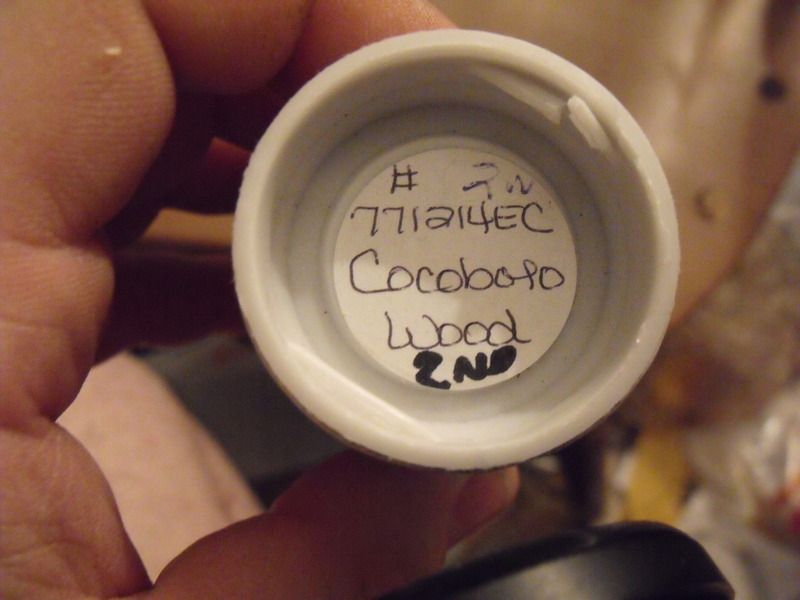 # 2N
771214EC
Cocobolo
Wood
2ND